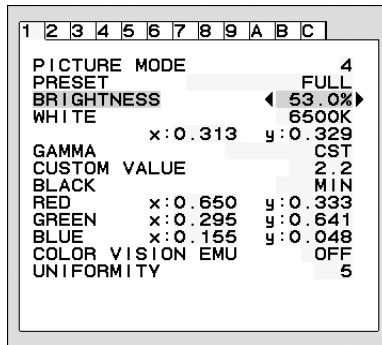 1 2 3 4 5 6 7 8 9 A B C
PICTURE MODE 4
PRESET FULL
BRIGHTNESS 53.0%
WHITE 6500K
x:0.313 y:0.329
GAMMA CST
CUSTOM VALUE 2.2
BLACK MIN
RED x:0.650 y:0.333
GREEN x:0.295 y:0.641
BLUE x:0.155 y:0.048
COLOR VISION EMU OFF
UNIFORMITY 5